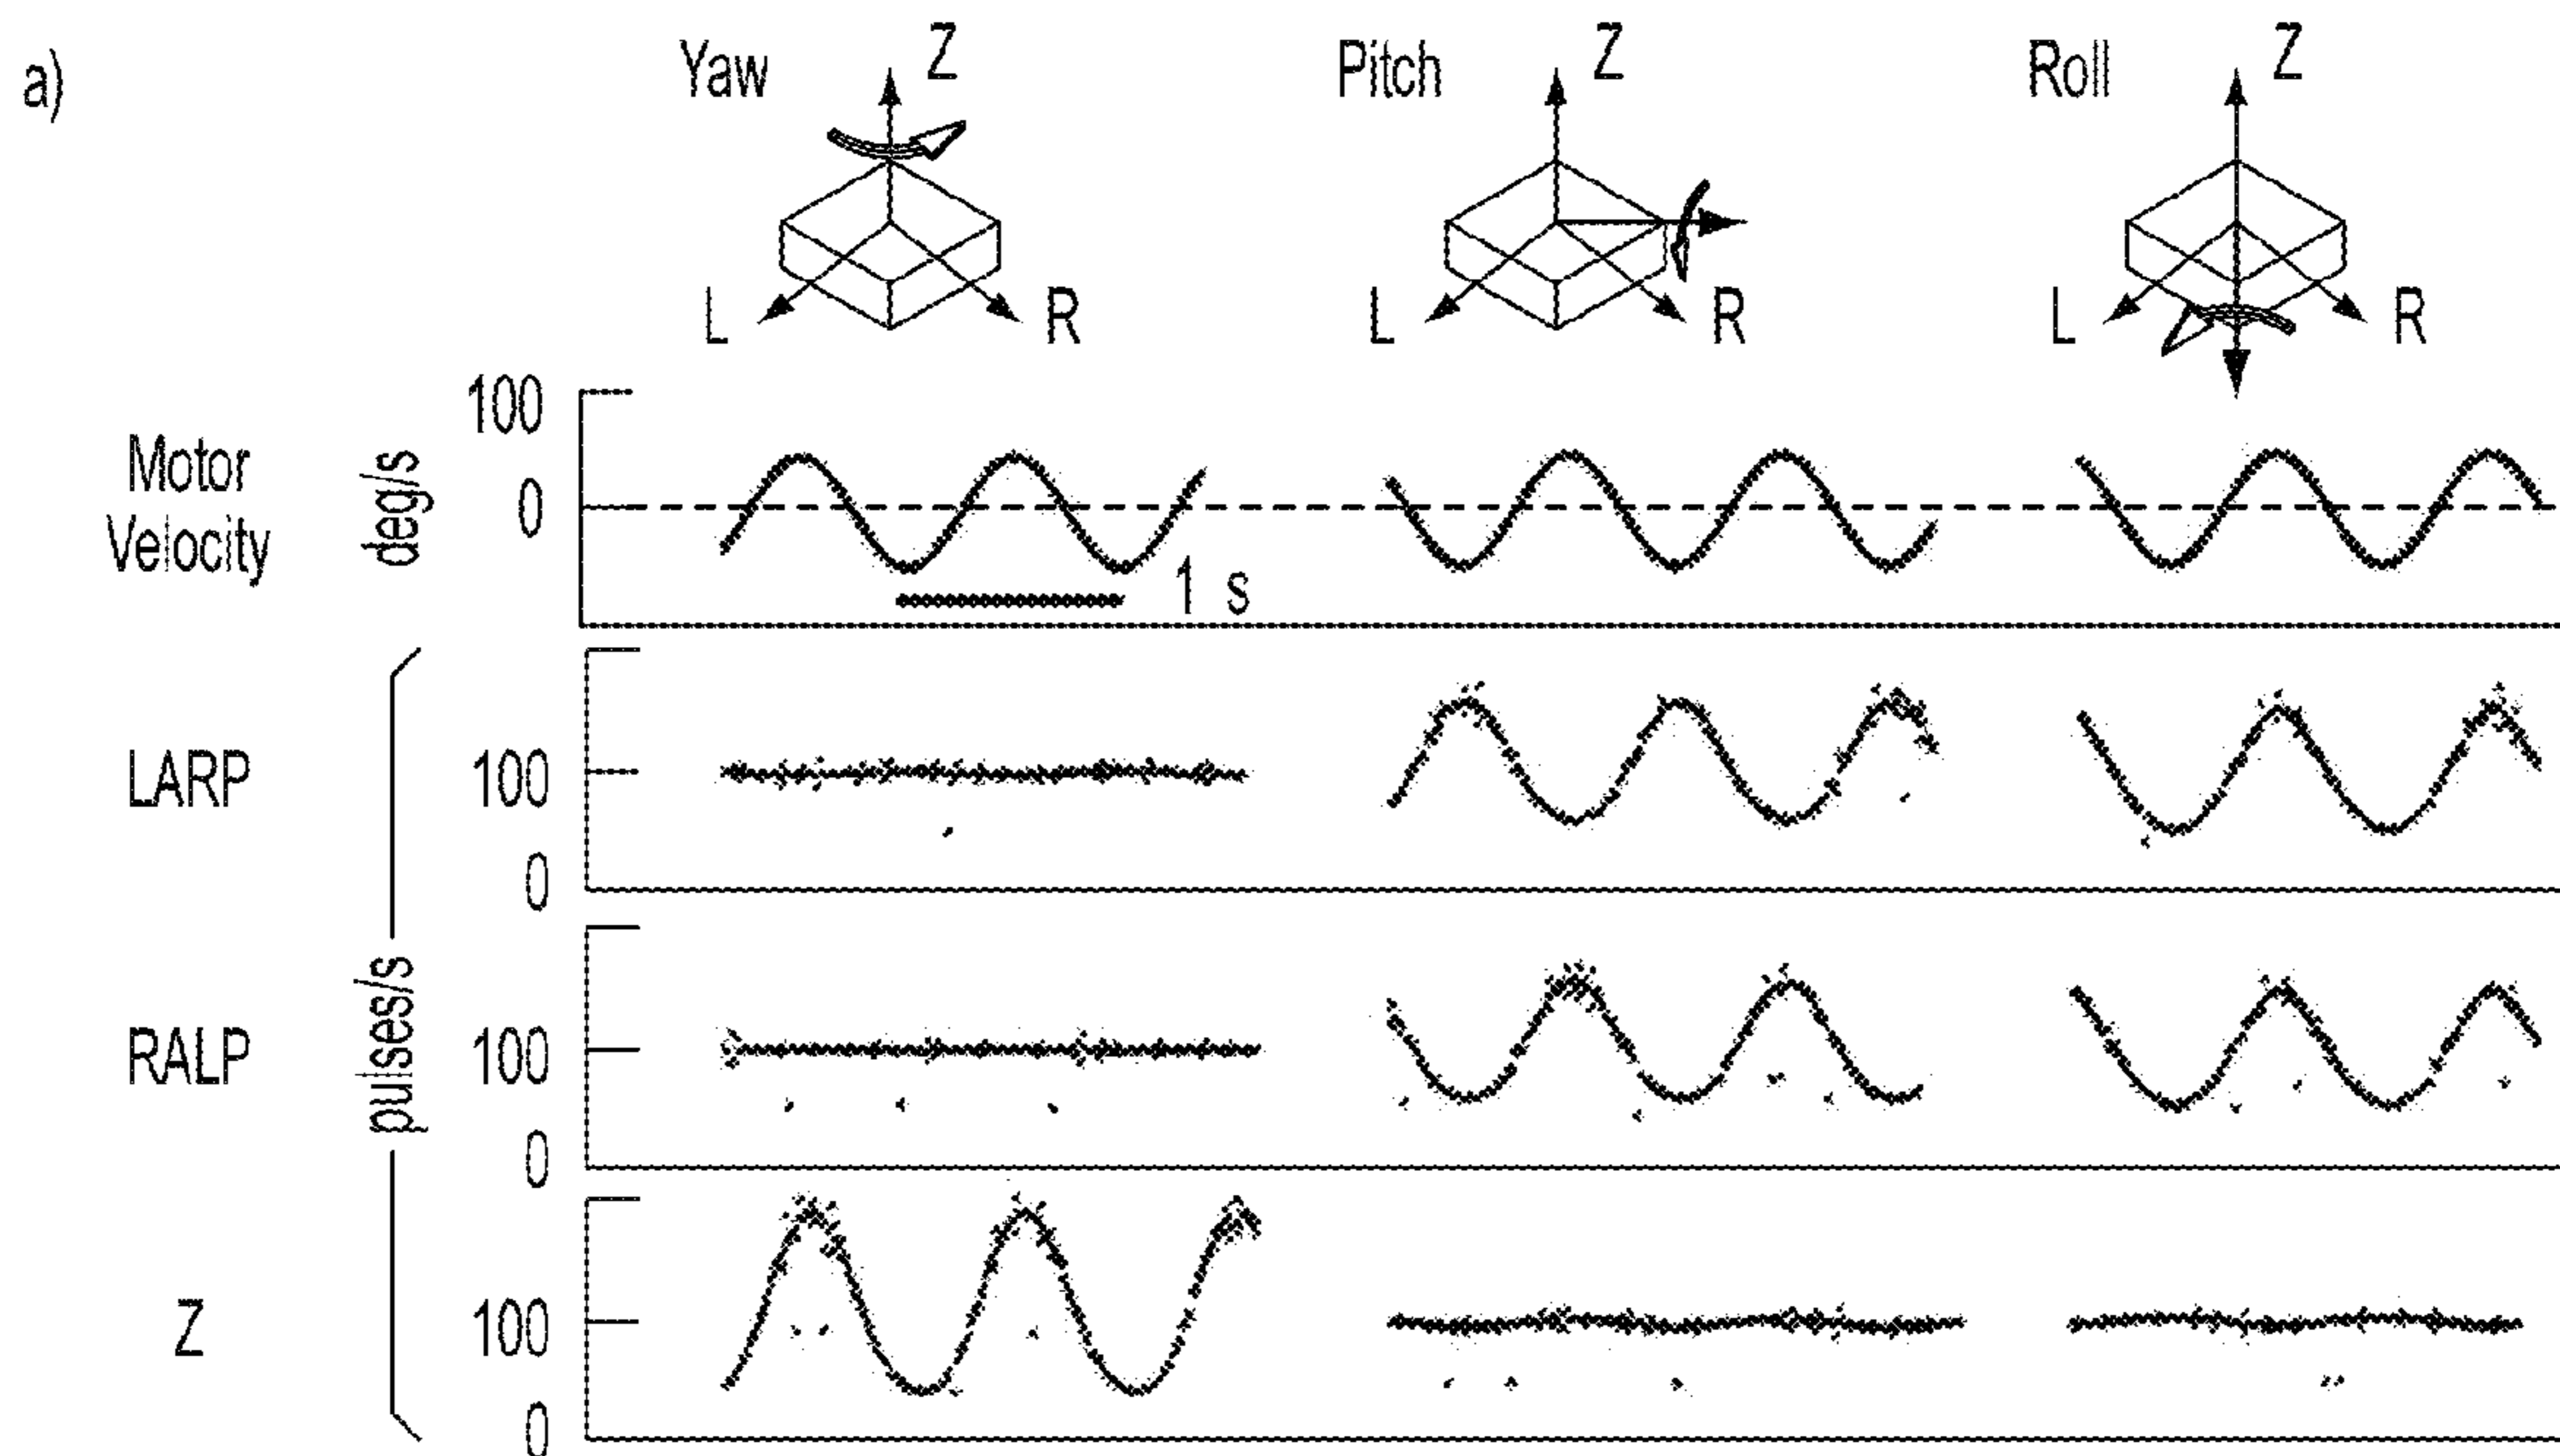 a)
Yaw Z
Pitch Z
Roll Z
L R
L R
L R
Motor
Velocity
deg/s
100
0
1 s
pulses/s
LARP
100
0
RALP
100
0
Z
100
0